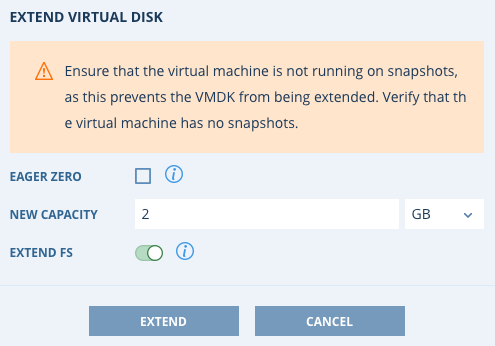 EXTEND VIRTUAL DISK
Ensure that the virtual machine is not running on snapshots,
as this prevents the VMDK from being extended. Verify that th
e virtual machine has no snapshots.
EAGER ZERO
NEW CAPACITY 2 GB
EXTEND FS
EXTEND CANCEL